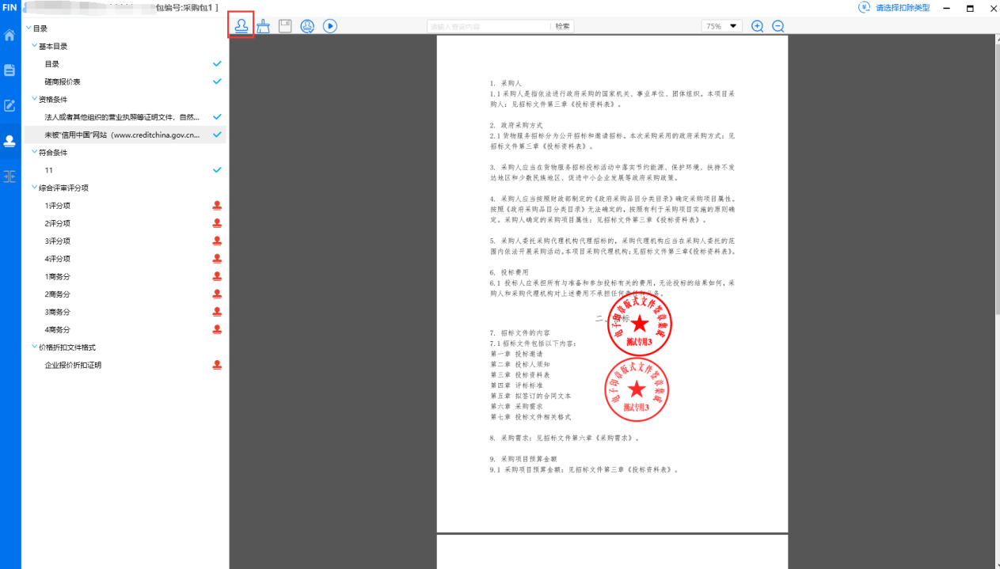 FIN
包编号:采购包1 ]
请选择扣除类型
请输入查询内容
检索
75%
目录
基本目录
目录
磋商报价表
资格条件
法人或者其他组织的营业执照等证明文件，自然...
未被"信用中国"网站（www.creditchina.gov.cn...
符合条件
11
综合评审评分项
1评分项
2评分项
3评分项
4评分项
1商务分
2商务分
3商务分
4商务分
价格折扣文件格式
企业报价折扣证明
1. 采购人
1.1 采购人是指依法进行政府采购的国家机关、事业单位、团体组织。本项目采
购人：见招标文件第三章《投标资料表》。
2. 政府采购方式
2.1 货物服务招标分为公开招标和邀请招标。本次采购采用的政府采购方式：见
招标文件第三章《投标资料表》。
3. 采购人应当在货物服务招标投标活动中落实节约能源、保护环境、扶持不发
达地区和少数民族地区、促进中小企业发展等政府采购政策。
4. 采购人应当按照财政部制定的《政府采购品目分类目录》确定采购项目属性。
按照《政府采购品目分类目录》无法确定的，按照有利于采购项目实施的原则确
定。采购人确定的采购项目属性：见招标文件第三章《投标资料表》。
5. 采购人委托采购代理机构代理招标的，采购代理机构应当在采购人委托的范
围内依法开展采购活动。本项目采购代理机构：见招标文件第三章《投标资料表》。
6. 投标费用
6.1 投标人应承担所有与准备和参加投标有关的费用，无论投标的结果如何，采
购人和采购代理机构对上述费用不承担任何责任和义务。
二、 标
电子印章版式文件签章集成
测试专用3
7. 招标文件的内容
7.1 招标文件包括以下内容：
第一章 投标邀请
第二章 投标人须知
第三章 投标资料表
第四章 评标标准
第五章 拟签订的合同文本
第六章 采购需求
第七章 投标文件相关格式
电子印章版式文件签章集成
测试专用3
8. 采购需求：见招标文件第六章《采购需求》。
9. 采购项目预算金额
9.1 采购项目预算金额：见招标文件第三章《投标资料表》。